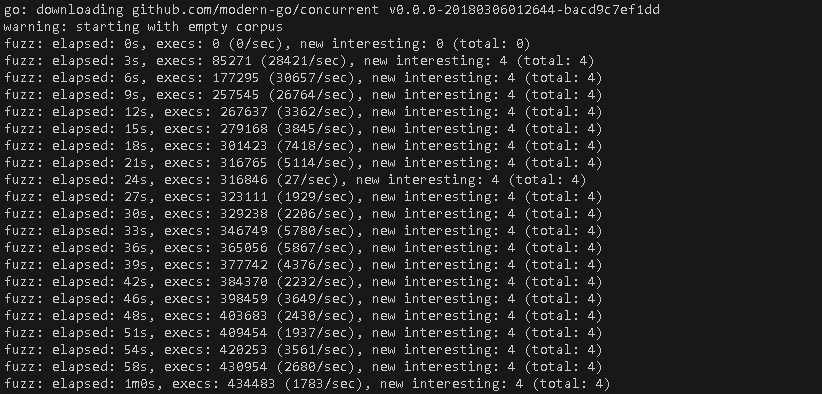 go: downloading github.com/modern-go/concurrent v0.0.0-20180306012644-bacd9c7ef1dd
warning: starting with empty corpus
fuzz: elapsed: 0s, execs: 0 (0/sec), new interesting: 0 (total: 0)
fuzz: elapsed: 3s, execs: 85271 (28421/sec), new interesting: 4 (total: 4)
fuzz: elapsed: 6s, execs: 177295 (30657/sec), new interesting: 4 (total: 4)
fuzz: elapsed: 9s, execs: 257545 (26764/sec), new interesting: 4 (total: 4)
fuzz: elapsed: 12s, execs: 267637 (3362/sec), new interesting: 4 (total: 4)
fuzz: elapsed: 15s, execs: 279168 (3845/sec), new interesting: 4 (total: 4)
fuzz: elapsed: 18s, execs: 301423 (7418/sec), new interesting: 4 (total: 4)
fuzz: elapsed: 21s, execs: 316765 (5114/sec), new interesting: 4 (total: 4)
fuzz: elapsed: 24s, execs: 316846 (27/sec), new interesting: 4 (total: 4)
fuzz: elapsed: 27s, execs: 323111 (1929/sec), new interesting: 4 (total: 4)
fuzz: elapsed: 30s, execs: 329238 (2206/sec), new interesting: 4 (total: 4)
fuzz: elapsed: 33s, execs: 346749 (5780/sec), new interesting: 4 (total: 4)
fuzz: elapsed: 36s, execs: 365056 (5867/sec), new interesting: 4 (total: 4)
fuzz: elapsed: 39s, execs: 377742 (4376/sec), new interesting: 4 (total: 4)
fuzz: elapsed: 42s, execs: 384370 (2232/sec), new interesting: 4 (total: 4)
fuzz: elapsed: 46s, execs: 398459 (3649/sec), new interesting: 4 (total: 4)
fuzz: elapsed: 48s, execs: 403683 (2430/sec), new interesting: 4 (total: 4)
fuzz: elapsed: 51s, execs: 409454 (1937/sec), new interesting: 4 (total: 4)
fuzz: elapsed: 54s, execs: 420253 (3561/sec), new interesting: 4 (total: 4)
fuzz: elapsed: 58s, execs: 430954 (2680/sec), new interesting: 4 (total: 4)
fuzz: elapsed: 1m0s, execs: 434483 (1783/sec), new interesting: 4 (total: 4)